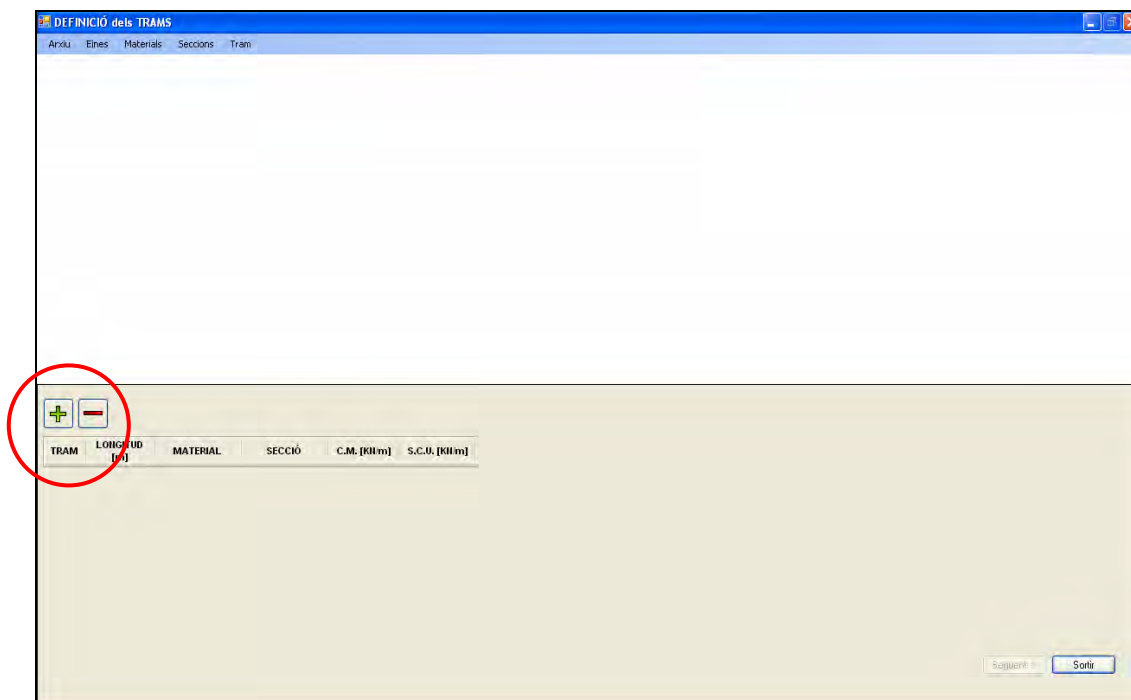 DEFINICIÓ dels TRAMS
Arxiu Eines Materials Seccions Tram
TRAM LONGITUD [m] MATERIAL SECCIÓ C.M. [KN/m] S.C.U. [KN/m]
Següent Sortir